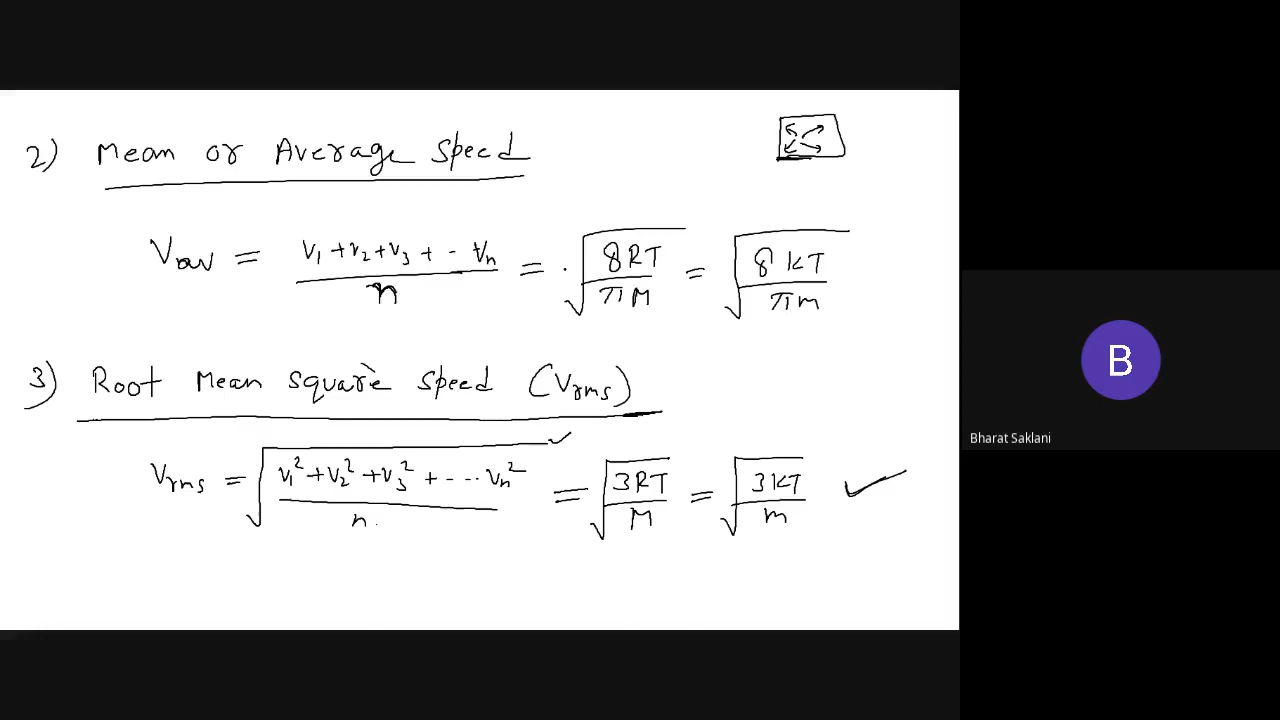 2) Mean or Average Speed
Vav = V₁ + V₂ + V₃ + - Vn / n = √(8RT / πM) = √(8KT / πm)
3) Root Mean Square Speed (Vrms)
Vrms = √(V₁² + V₂² + V₃² + ---- Vn² / n) = √(3RT / M) = √(3KT / m)
B
Bharat Saklani